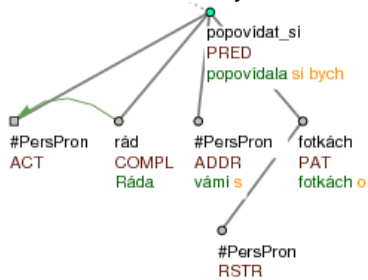 popovídat_si
PRED
popovídala si bych
#PersPron
ACT
rád
COMPL
Ráda
#PersPron
ADDR
vámi s
fotkách
PAT
fotkách o
#PersPron
RSTR